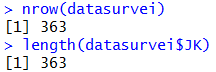 > nrow(datasurvei)
[1] 363
> length(datasurvei$JK)
[1] 363